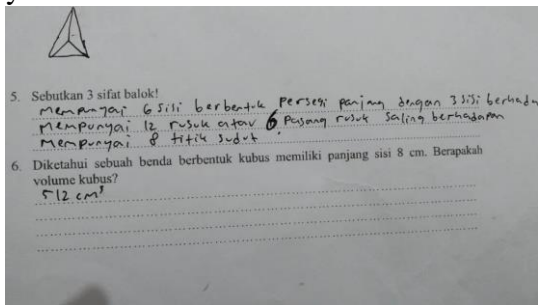 5. Sebutkan 3 sifat balok!
Mempunyai 6 sisi berbentuk persegi panjang dengan 3 sisi berhada
Mempunyai 12 rusuk atau 6 pasang rusuk saling berhadapan
Mempunyai 8 titik sudut.
6. Diketahui sebuah benda berbentuk kubus memiliki panjang sisi 8 cm. Berapakah
volume kubus?
512 cm³